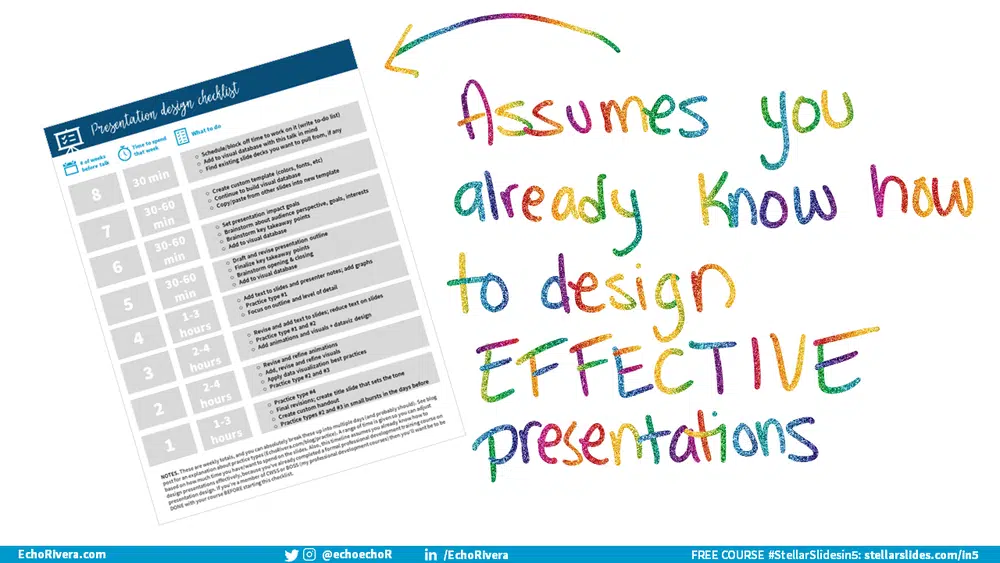 Presentation design checklist
# of weeks before talk
Time to spend that week
What to do
8
30 min
○ Schedule/block off time to work on it (write to-do list)
○ Add to visual database with this talk in mind
○ Find existing slide decks you want to pull from, if any
7
30-60 min
○ Create custom template (colors, fonts, etc)
○ Continue to build visual database
○ Copy/paste from other slides into new template
6
30-60 min
○ Set presentation impact goals
○ Brainstorm about audience perspective, goals, interests
○ Brainstorm key takeaway points
○ Add to visual database
5
30-60 min
○ Draft and revise presentation outline
○ Finalize key takeaway points
○ Brainstorm opening & closing
○ Add to visual database
4
1-3 hours
○ Add text to slides and presenter notes; add graphs
○ Practice type #1
○ Focus on outline and level of detail
3
2-4 hours
○ Revise and add text to slides; reduce text on slides
○ Practice type #1 and #2
○ Add animations and visuals + dataviz design
2
2-4 hours
○ Revise and refine animations
○ Add, revise and refine visuals
○ Apply data visualization best practices
○ Practice type #2 and #3
1
1-3 hours
○ Practice type #4
○ Final revisions; create title slide that sets the tone
○ Create custom handout
○ Practice types #2 and #3 in small bursts in the days before
NOTES. These are weekly totals, and you can absolutely break these up into multiple days (and probably should). See blog
post for an explanation about practice types (EchoRivera.com/blog/practice). A range of time is given so you can adjust
based on how much time you have/want to spend on the slides. Also, this timeline assumes you already know how to
design presentations effectively, because you've already completed a formal professional development training course on
presentation design. If you're a member of CWSS or BOSS (my professional development courses) then you'll want to be
DONE with your course BEFORE starting this checklist.
Assumes you
already know how
to design
EFFECTIVE
presentations
EchoRivera.com
@echoechoR
in /EchoRivera
FREE COURSE #StellarSlidesin5: stellarslides.com/in5